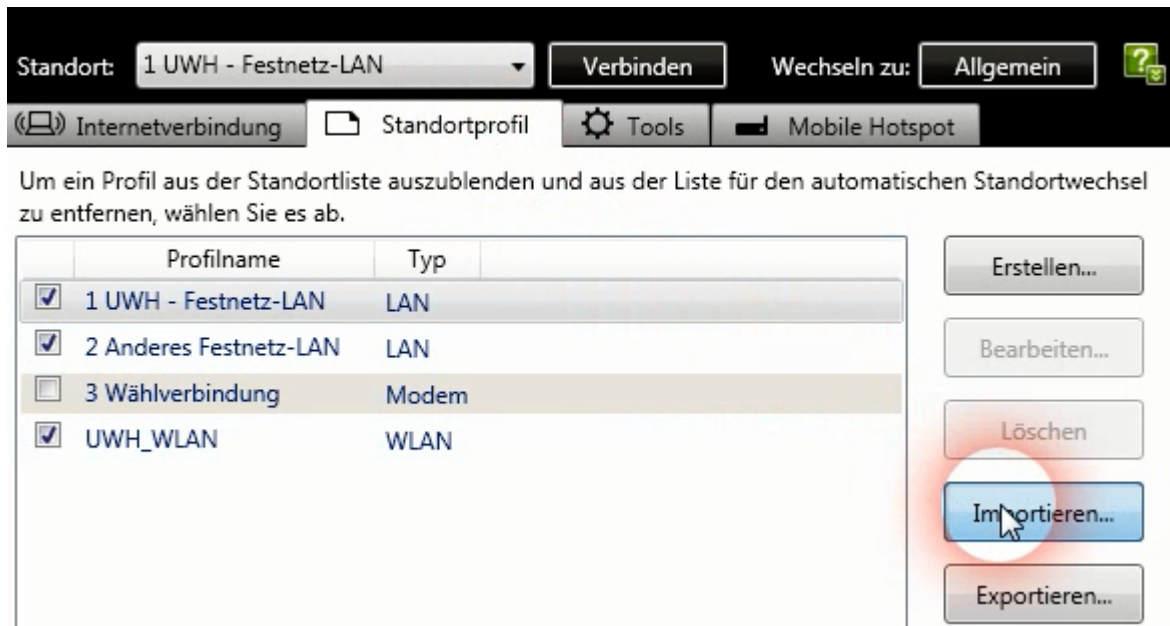 Standort: 1 UWH - Festnetz-LAN Verbinden Wechseln zu: Allgemein ?
Internetverbindung Standortprofil Tools Mobile Hotspot
Um ein Profil aus der Standortliste auszublenden und aus der Liste für den automatischen Standortwechsel
zu entfernen, wählen Sie es ab.
Profilname Typ
Erstellen...
1 UWH - Festnetz-LAN LAN
2 Anderes Festnetz-LAN LAN
Bearbeiten...
3 Wählverbindung Modem
UWH_WLAN WLAN
Löschen
Importieren...
Exportieren...